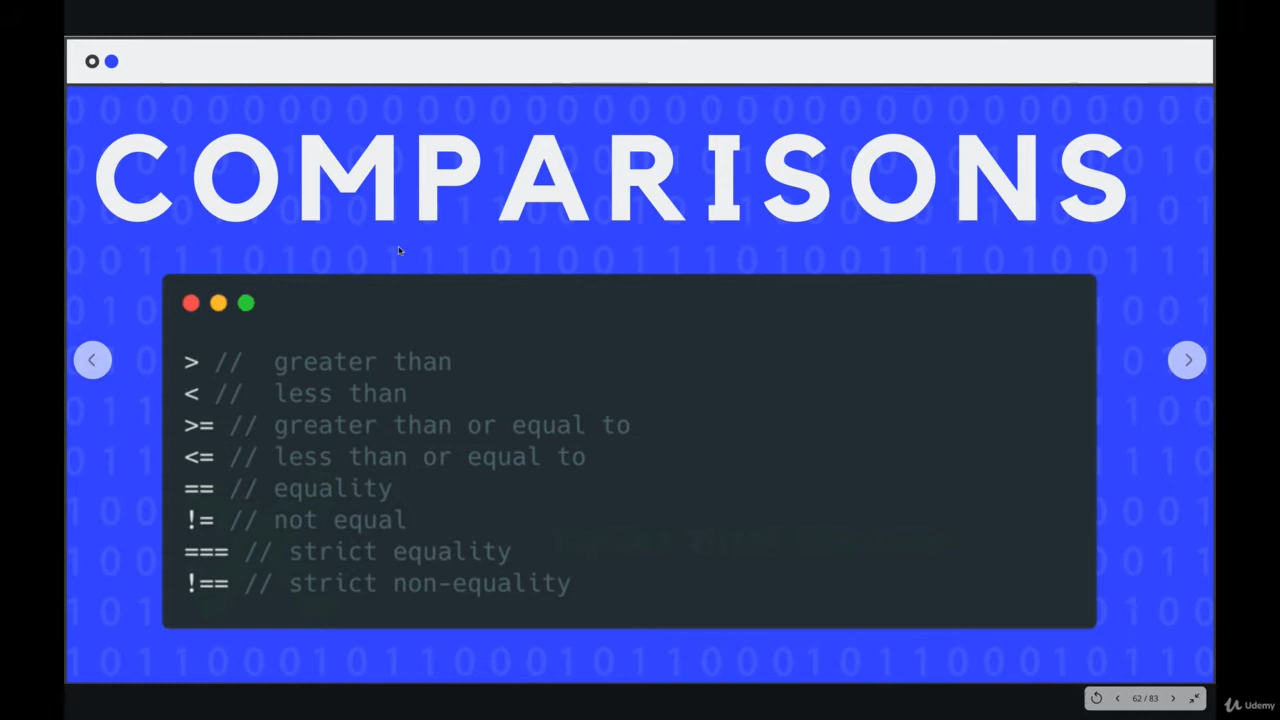 COMPARISONS
> // greater than
< // less than
>= // greater than or equal to
<= // less than or equal to
== // equality
!= // not equal
=== // strict equality
!== // strict non-equality
62 / 83
Udemy